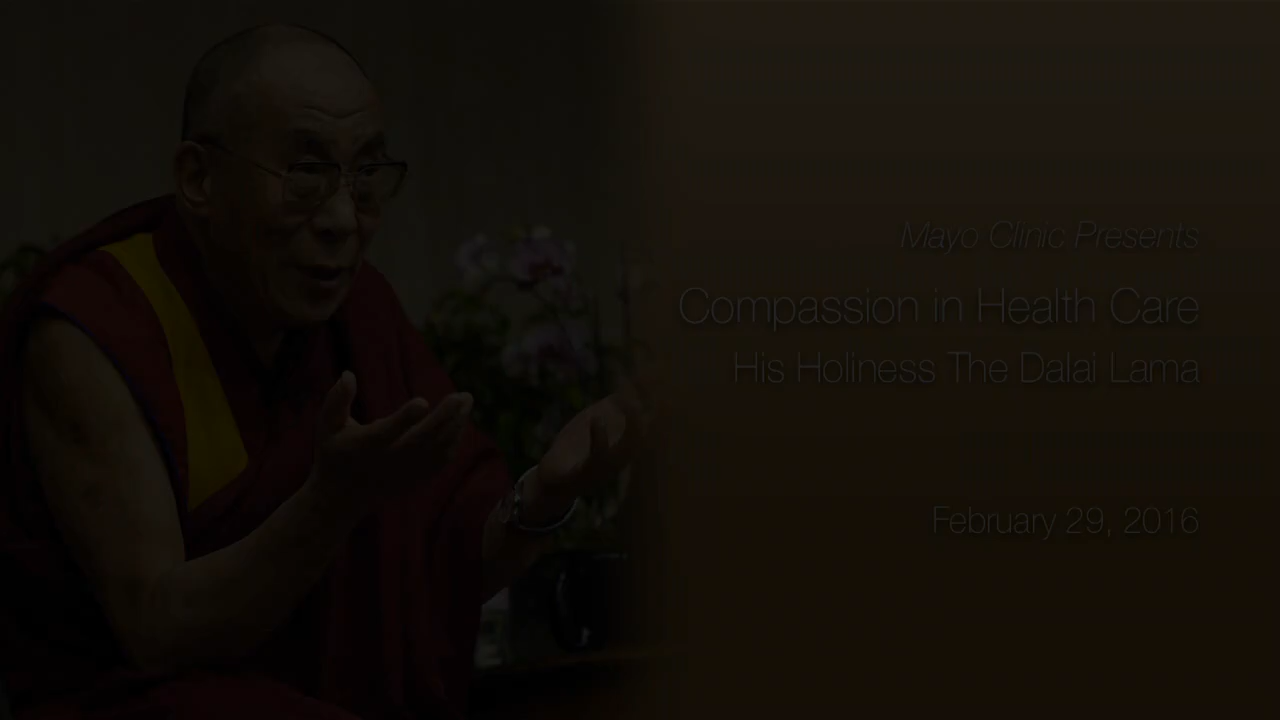 Mayo Clinic Presents
Compassion in Health Care
His Holiness The Dalai Lama
February 29, 2016